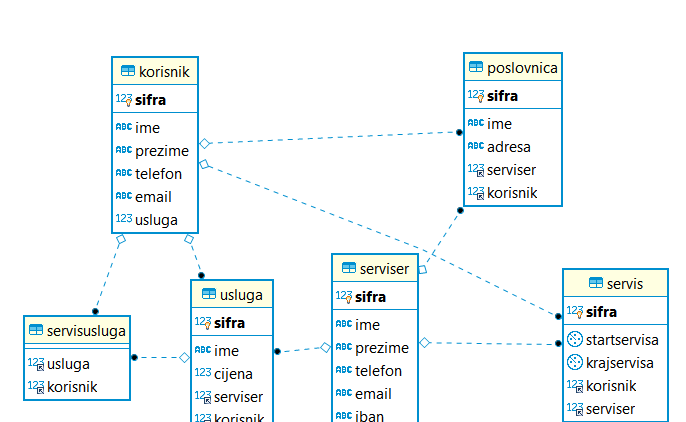 korisnik
123 sifra
ABC ime
ABC prezime
ABC telefon
ABC email
123 usluga
poslovnica
123 sifra
ABC ime
ABC adresa
123 serviser
123 korisnik
servisusluga
123 usluga
123 korisnik
usluga
123 sifra
ABC ime
123 cijena
123 serviser
123 korisnik
serviser
123 sifra
ABC ime
ABC prezime
ABC telefon
ABC email
ABC iban
servis
123 sifra
startservisa
krajservisa
123 korisnik
123 serviser